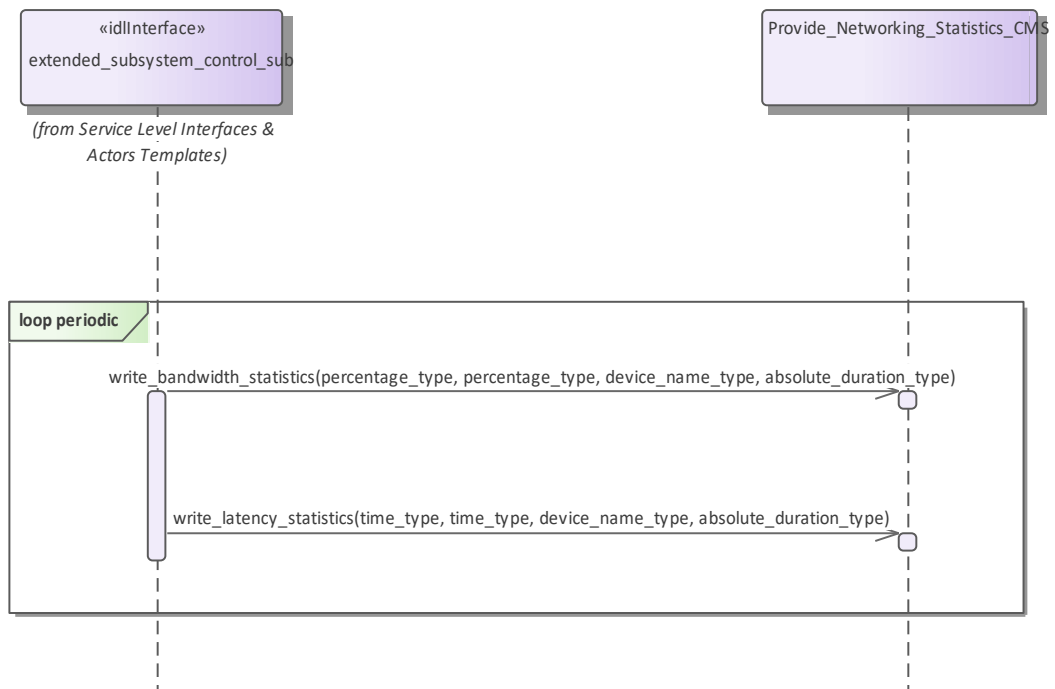 «idlInterface»
extended_subsystem_control_sub
Provide_Networking_Statistics_CMS
(from Service Level Interfaces &
Actors Templates)
loop periodic
write_bandwidth_statistics(percentage_type, percentage_type, device_name_type, absolute_duration_type)
write_latency_statistics(time_type, time_type, device_name_type, absolute_duration_type)